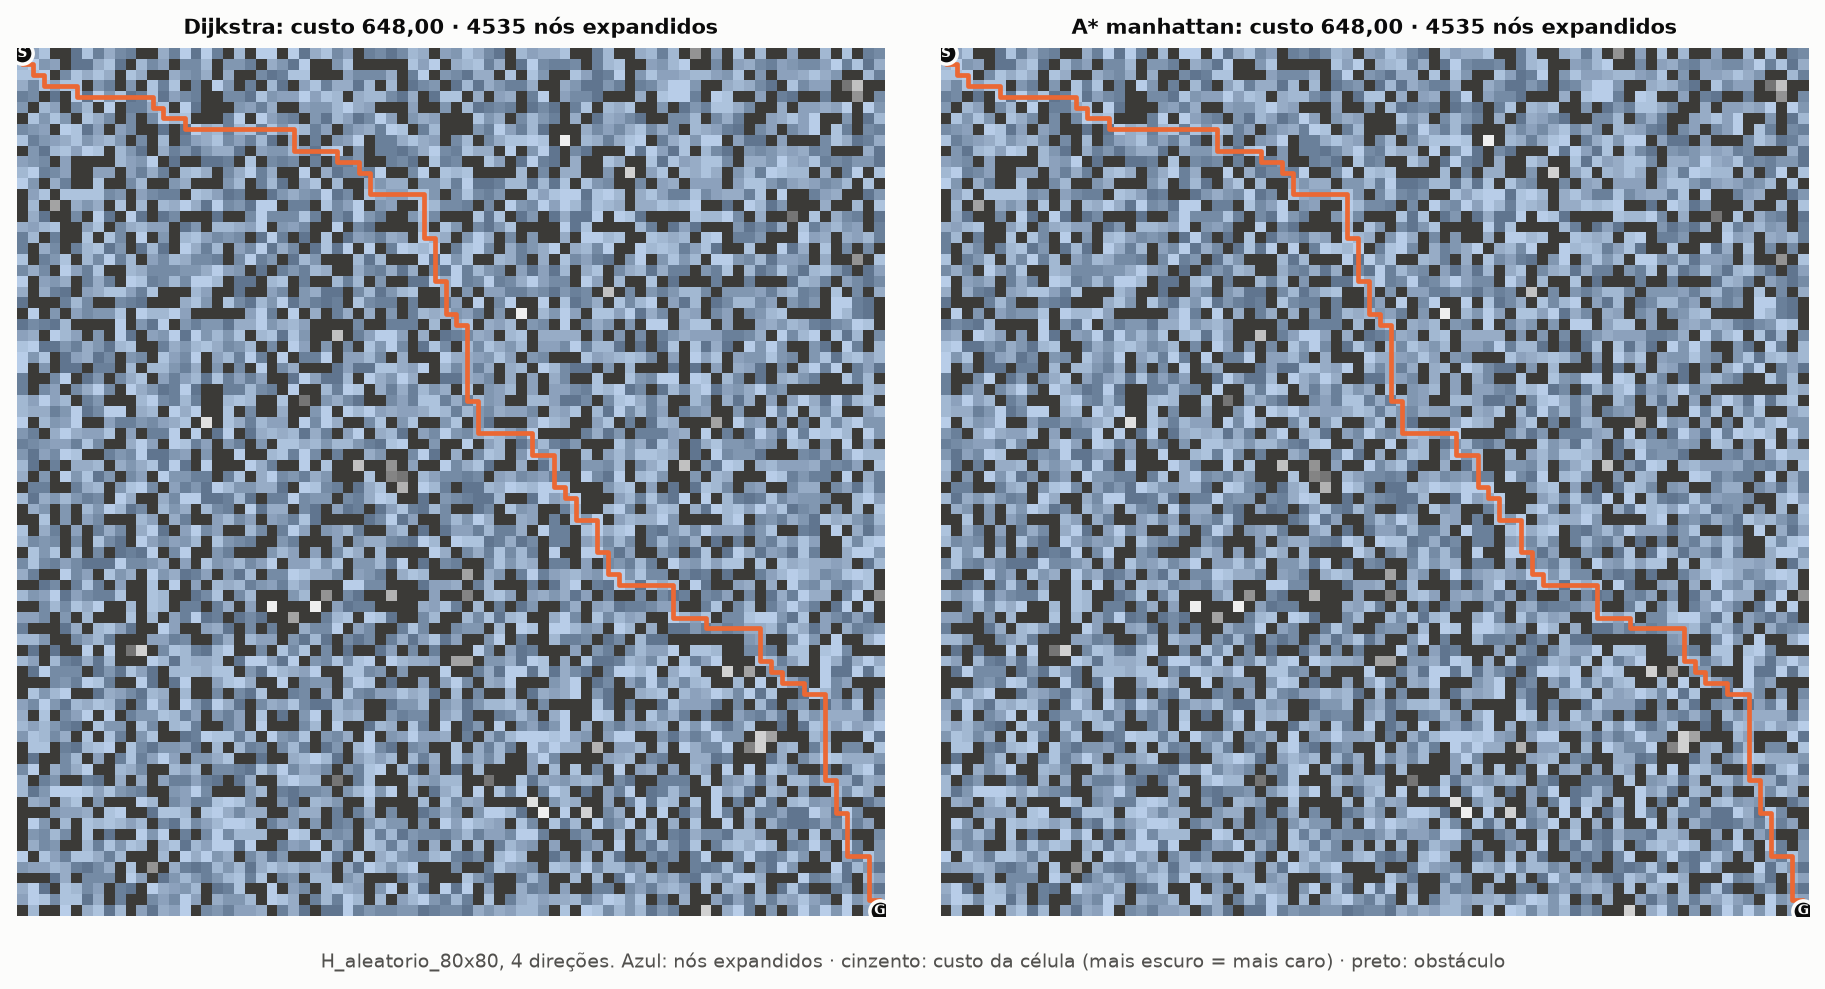 Dijkstra: custo 648,00 · 4535 nós expandidos
A* manhattan: custo 648,00 · 4535 nós expandidos
S
S
G
G
H_aleatorio_80x80, 4 direções. Azul: nós expandidos · cinzento: custo da célula (mais escuro = mais caro) · preto: obstáculo